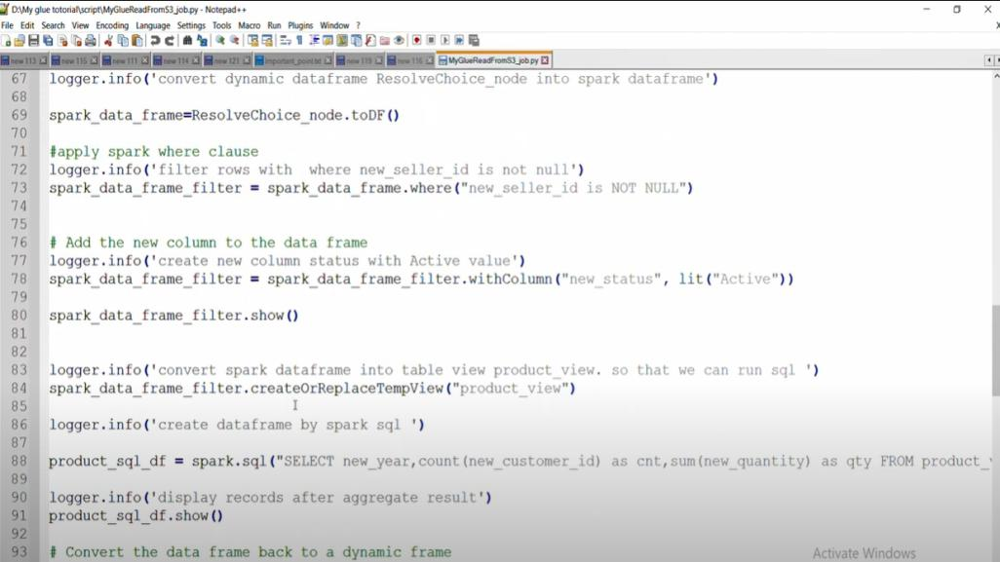 D:\My glue totorial\script\MyGlueReadFromS3_job.py - Notepad++
File Edit Search View Encoding Language Settings Tools Macro Run Plugins Window ?
new 113 new 115 new 111 new 114 new 121 Important_point.txt new 119 new 116 MyGlueReadFromS3_job.py
67 logger.info('convert dynamic dataframe ResolveChoice_node into spark dataframe')
68
69 spark_data_frame=ResolveChoice_node.toDF()
70
71 #apply spark where clause
72 logger.info('filter rows with  where new_seller_id is not null')
73 spark_data_frame_filter = spark_data_frame.where("new_seller_id is NOT NULL")
74
75
76 # Add the new column to the data frame
77 logger.info('create new column status with Active value')
78 spark_data_frame_filter = spark_data_frame_filter.withColumn("new_status", lit("Active"))
79
80 spark_data_frame_filter.show()
81
82
83 logger.info('convert spark dataframe into table view product_view. so that we can run sql ')
84 spark_data_frame_filter.createOrReplaceTempView("product_view")
85
86 logger.info('create dataframe by spark sql ')
87
88 product_sql_df = spark.sql("SELECT new_year,count(new_customer_id) as cnt,sum(new_quantity) as qty FROM product_
89
90 logger.info('display records after aggregate result')
91 product_sql_df.show()
92
93 # Convert the data frame back to a dynamic frame
Activate Windows